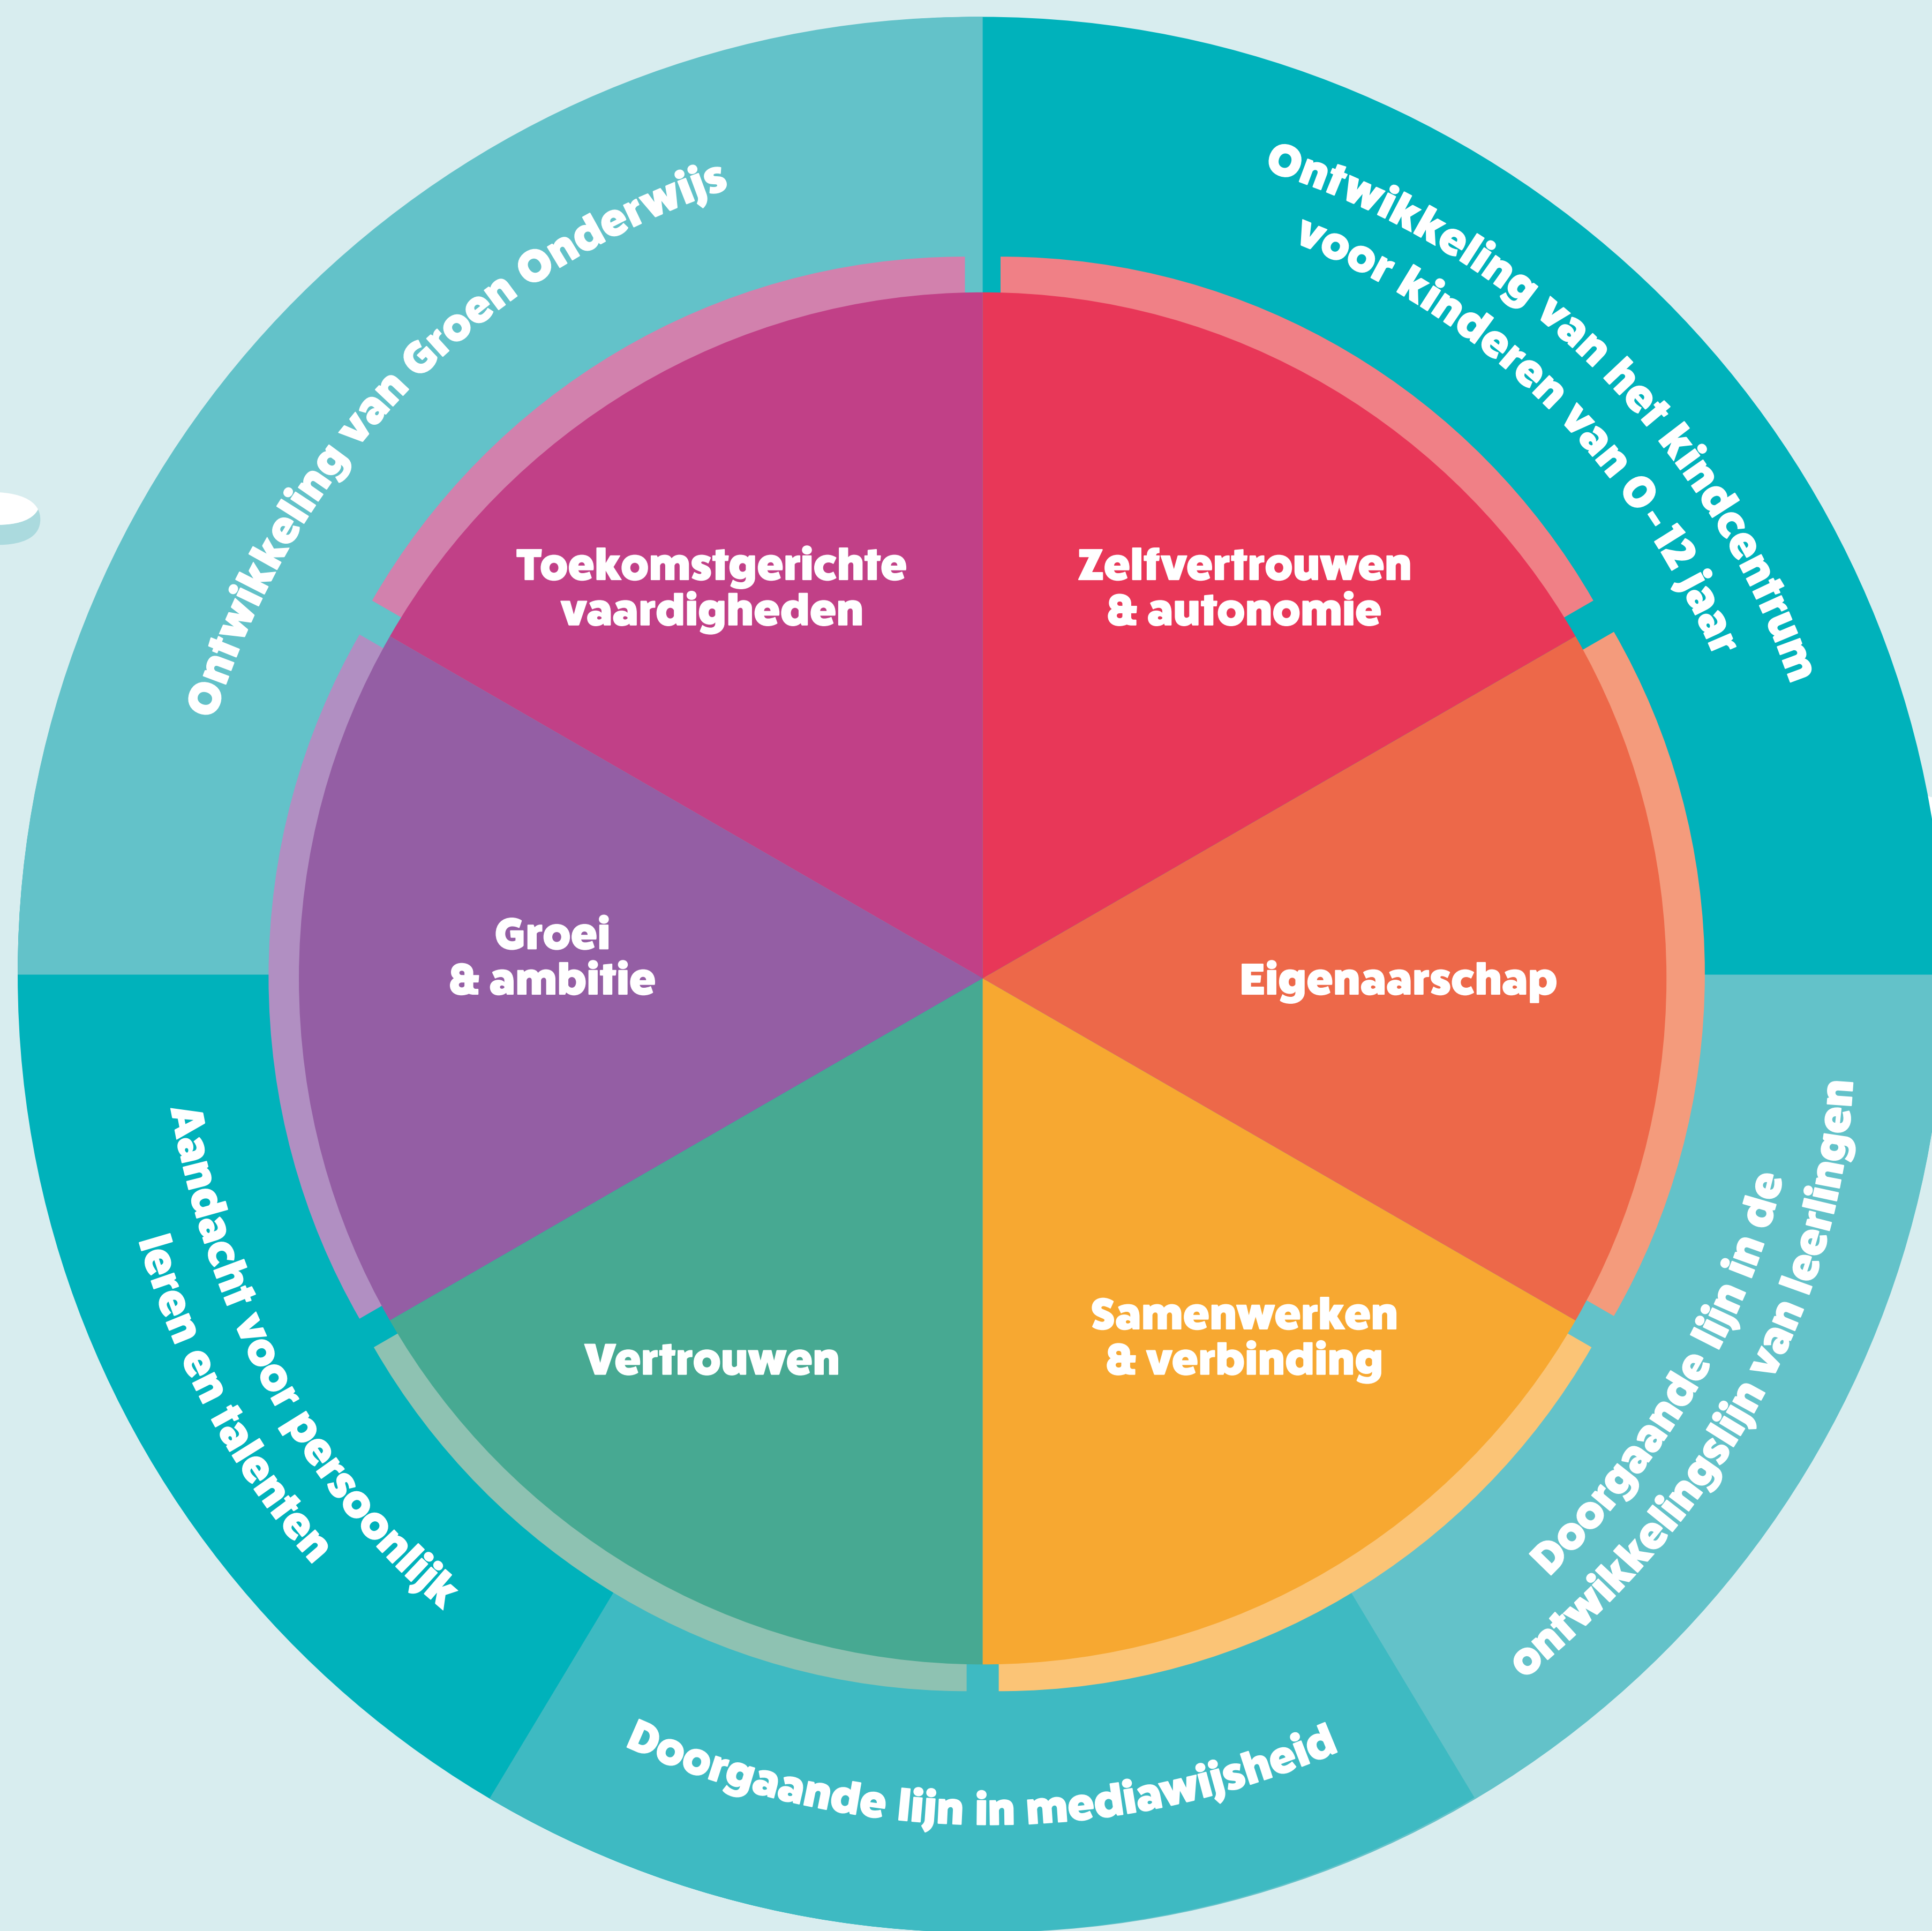 Ontwikkeling van Groen Onderwijs
Ontwikkeling van het kindcentrum
voor kinderen van 0 - 12 jaar
Toekomstgerichte
vaardigheden
Zelfvertrouwen
& autonomie
Groei
& ambitie
Eigenaarschap
Vertrouwen
Samenwerken
& verbinding
Aandacht voor persoonlijk
leren en talenten
Doorgaande lijn in de
ontwikkelingslijn van leerlingen
Doorgaande lijn in mediawijsheid